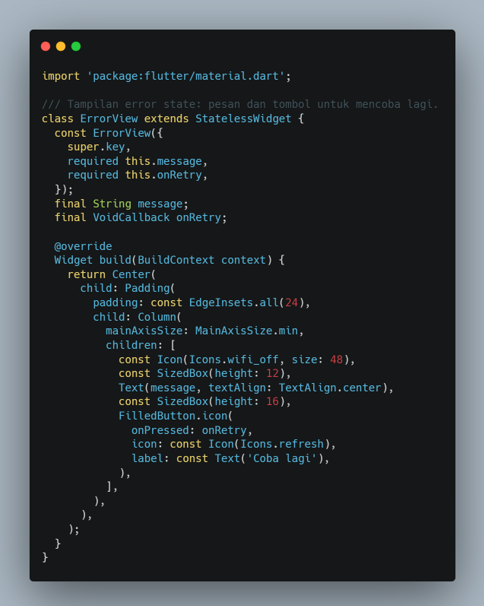 import 'package:flutter/material.dart';

/// Tampilan error state: pesan dan tombol untuk mencoba lagi.
class ErrorView extends StatelessWidget {
  const ErrorView({
    super.key,
    required this.message,
    required this.onRetry,
  });
  final String message;
  final VoidCallback onRetry;

  @override
  Widget build(BuildContext context) {
    return Center(
      child: Padding(
        padding: const EdgeInsets.all(24),
        child: Column(
          mainAxisSize: MainAxisSize.min,
          children: [
            const Icon(Icons.wifi_off, size: 48),
            const SizedBox(height: 12),
            Text(message, textAlign: TextAlign.center),
            const SizedBox(height: 16),
            FilledButton.icon(
              onPressed: onRetry,
              icon: const Icon(Icons.refresh),
              label: const Text('Coba lagi'),
            ),
          ],
        ),
      ),
    );
  }
}